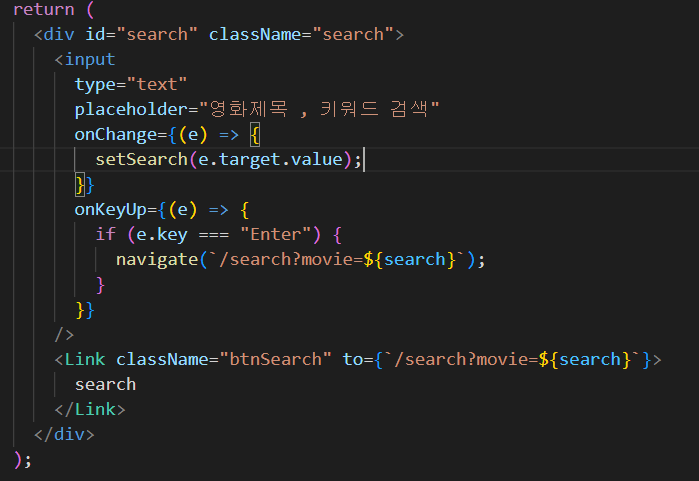 return (
<div id="search" className="search">
<input
type="text"
placeholder="영화제목 , 키워드 검색"
onChange={(e) => {
setSearch(e.target.value);
}}
onKeyUp={(e) => {
if (e.key === "Enter") {
navigate(`/search?movie=${search}`);
}
}}
/>
<Link className="btnSearch" to={`/search?movie=${search}`}>
search
</Link>
</div>
);